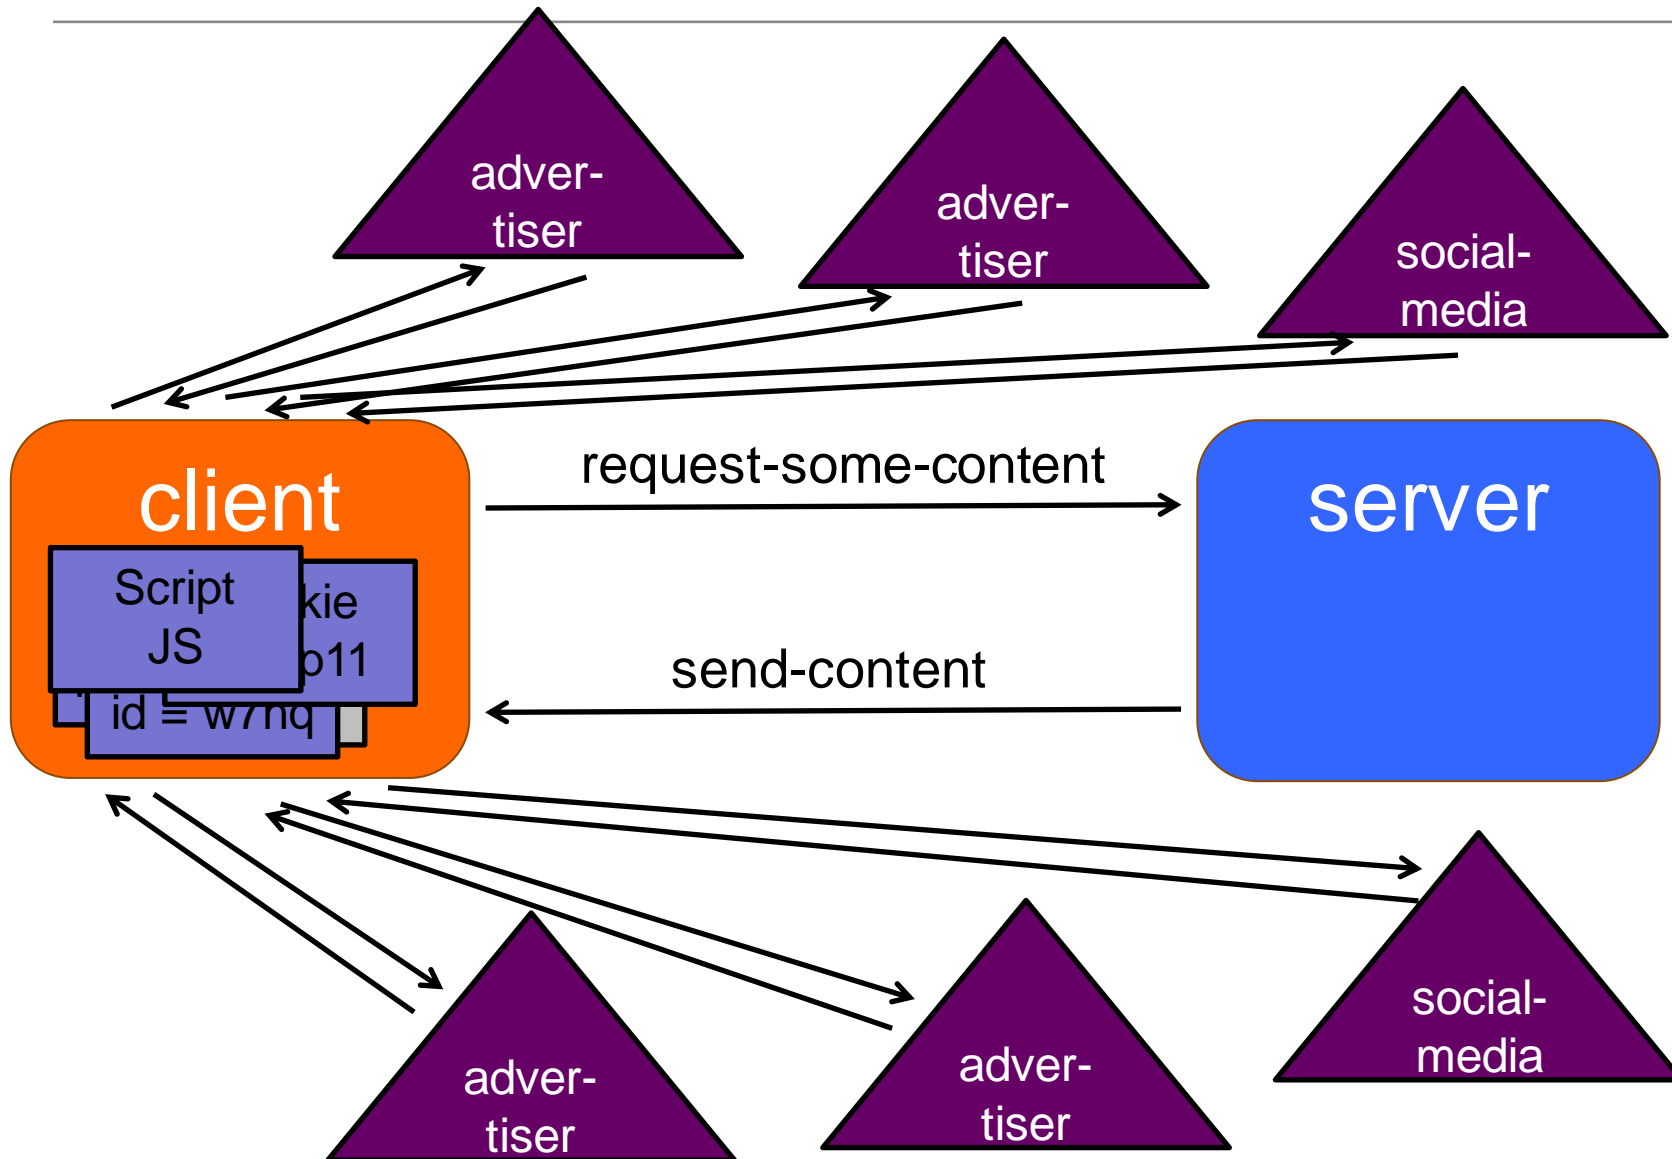 adver-
tiser
adver-
tiser
social-
media
client
request-some-content
server
Script
JS
kie
p11
id = w7nq
send-content
social-
media
adver-
tiser
adver-
tiser